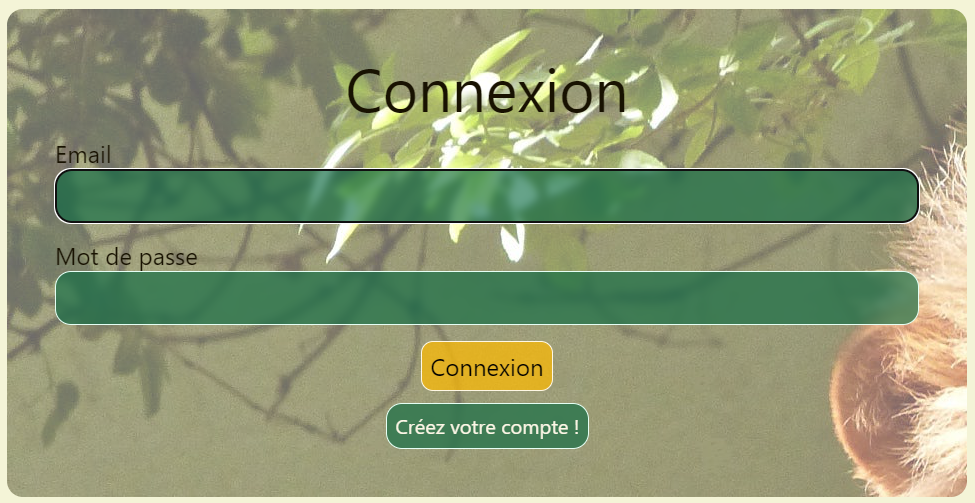 Connexion
Email
Mot de passe
Connexion
Créez votre compte !